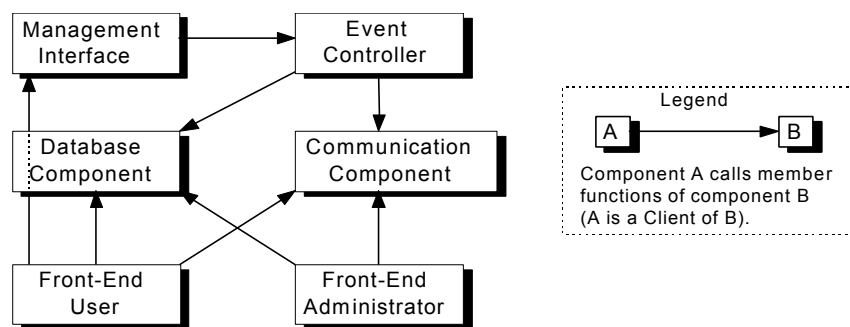 Management
Interface
Event
Controller
Database
Component
Communication
Component
Front-End
User
Front-End
Administrator
Legend
A
B
Component A calls member
functions of component B
(A is a Client of B).